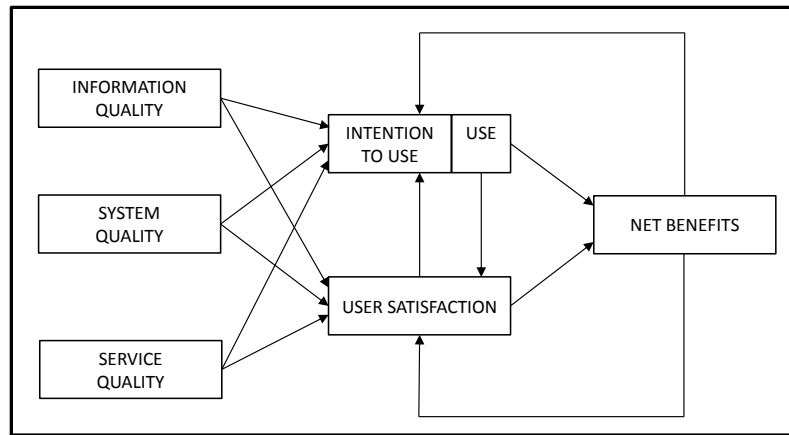 INFORMATION
QUALITY
INTENTION
TO USE
USE
SYSTEM
QUALITY
NET BENEFITS
USER SATISFACTION
SERVICE
QUALITY